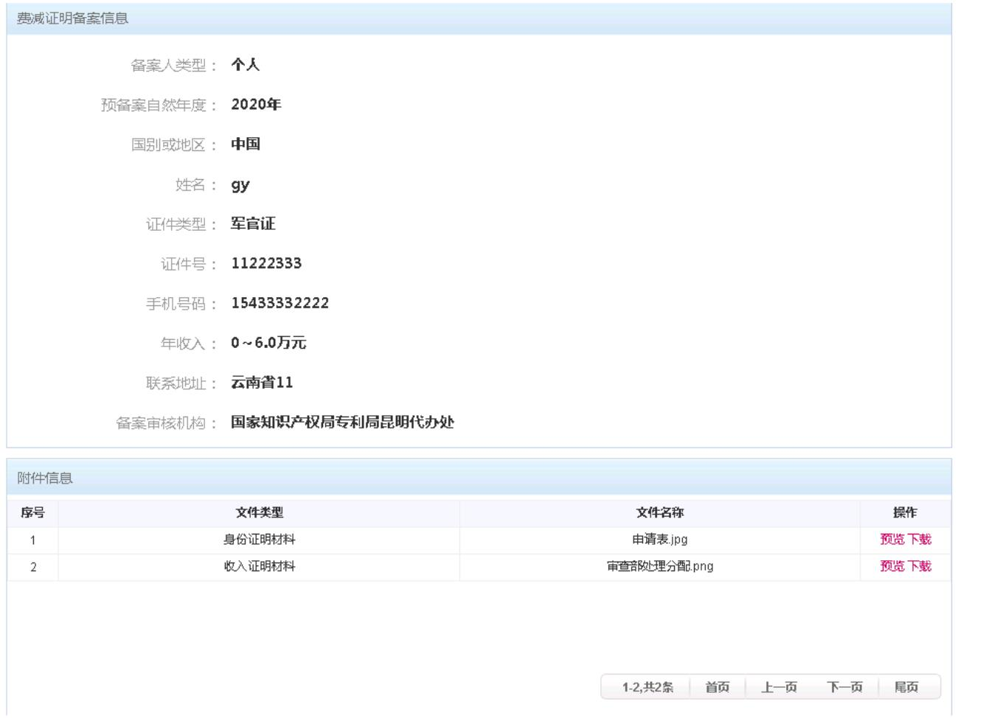 费减证明备案信息
备案人类型： 个人
预备案自然年度： 2020年
国别或地区： 中国
姓名： gy
证件类型： 军官证
证件号： 11222333
手机号码： 15433332222
年收入： 0～6.0万元
联系地址： 云南省11
备案审核机构： 国家知识产权局专利局昆明代办处
附件信息
序号 文件类型 文件名称 操作
1 身份证明材料 申请表.jpg 预览 下载
2 收入证明材料 审查部处理分配.png 预览 下载
1-2,共2条 首页 上一页 下一页 尾页